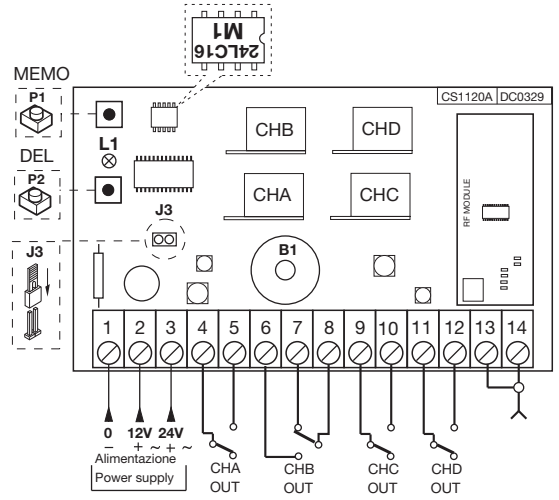 24LC16
M1
MEMO
P1
CS1120A DC0329
CHB CHD
L1
DEL
P2
CHA CHC
RF MODULE
J3
J3
B1
1 2 3 4 5 6 7 8 9 10 11 12 13 14
0 12V 24V
– + ~ + ~
Alimentazione
Power supply
CHA
OUT
CHB
OUT
CHC
OUT
CHD
OUT